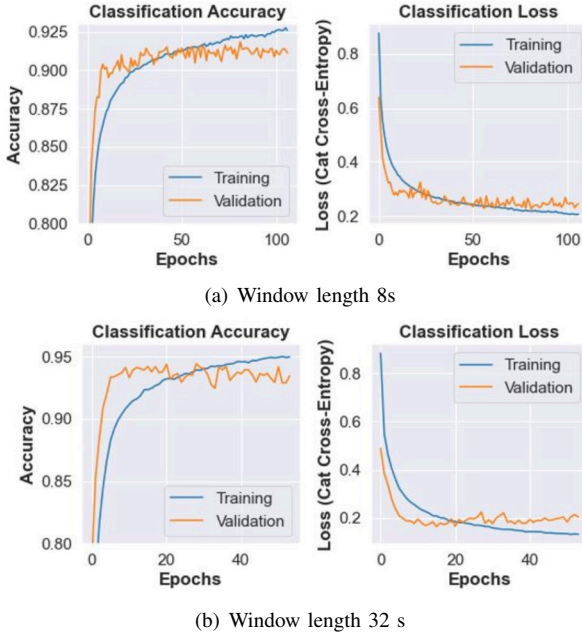 Classification Accuracy
0.925
0.900
0.875
0.850
0.825
0.800
Accuracy
Training
Validation
0 50 100
Epochs
Classification Loss
0.8
0.6
0.4
0.2
Loss (Cat Cross-Entropy)
Training
Validation
0 50 100
Epochs
(a) Window length 8s
Classification Accuracy
0.95
0.90
0.85
0.80
Accuracy
Training
Validation
0 20 40
Epochs
Classification Loss
0.8
0.6
0.4
0.2
Loss (Cat Cross-Entropy)
Training
Validation
0 20 40
Epochs
(b) Window length 32 s